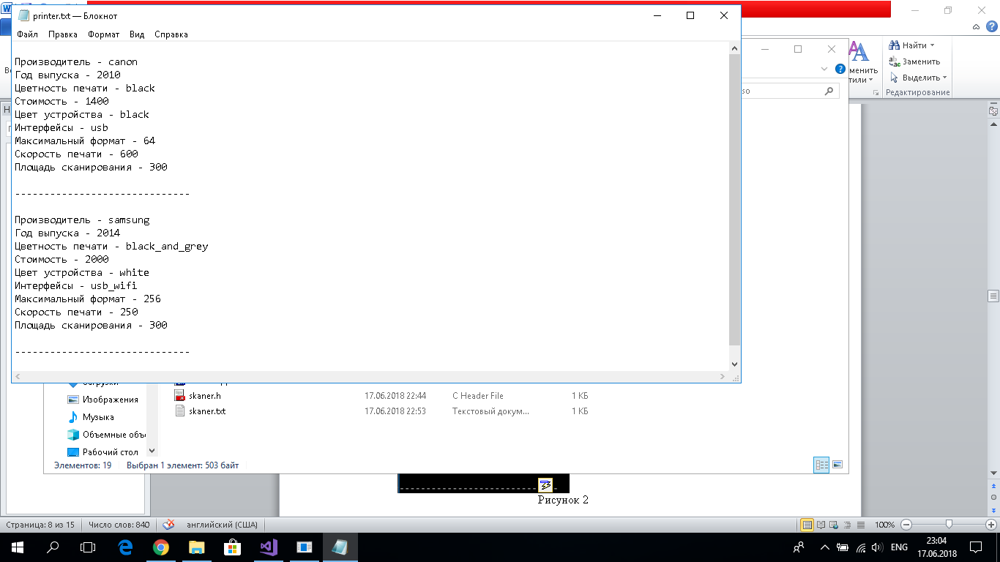 printer.txt — Блокнот
Файл Правка Формат Вид Справка
Производитель - canon
Год выпуска - 2010
Цветность печати - black
Стоимость - 1400
Цвет устройства - black
Интерфейсы - usb
Максимальный формат - 64
Скорость печати - 600
Площадь сканирования - 300
-----------------------------
Производитель - samsung
Год выпуска - 2014
Цветность печати - black_and_grey
Стоимость - 2000
Цвет устройства - white
Интерфейсы - usb_wifi
Максимальный формат - 256
Скорость печати - 250
Площадь сканирования - 300
-----------------------------
Найти
Заменить
Выделить
Редактирование
skaner.h 17.06.2018 22:44 C Header File 1 КБ
skaner.txt 17.06.2018 22:53 Текстовый докум... 1 КБ
Изображения
Музыка
Объемные объ
Рабочий стол
Элементов: 19 Выбран 1 элемент: 503 байт
Рисунок 2
Страница: 8 из 15 Число слов: 840 английский (США) 100%
ENG 23:04
17.06.2018